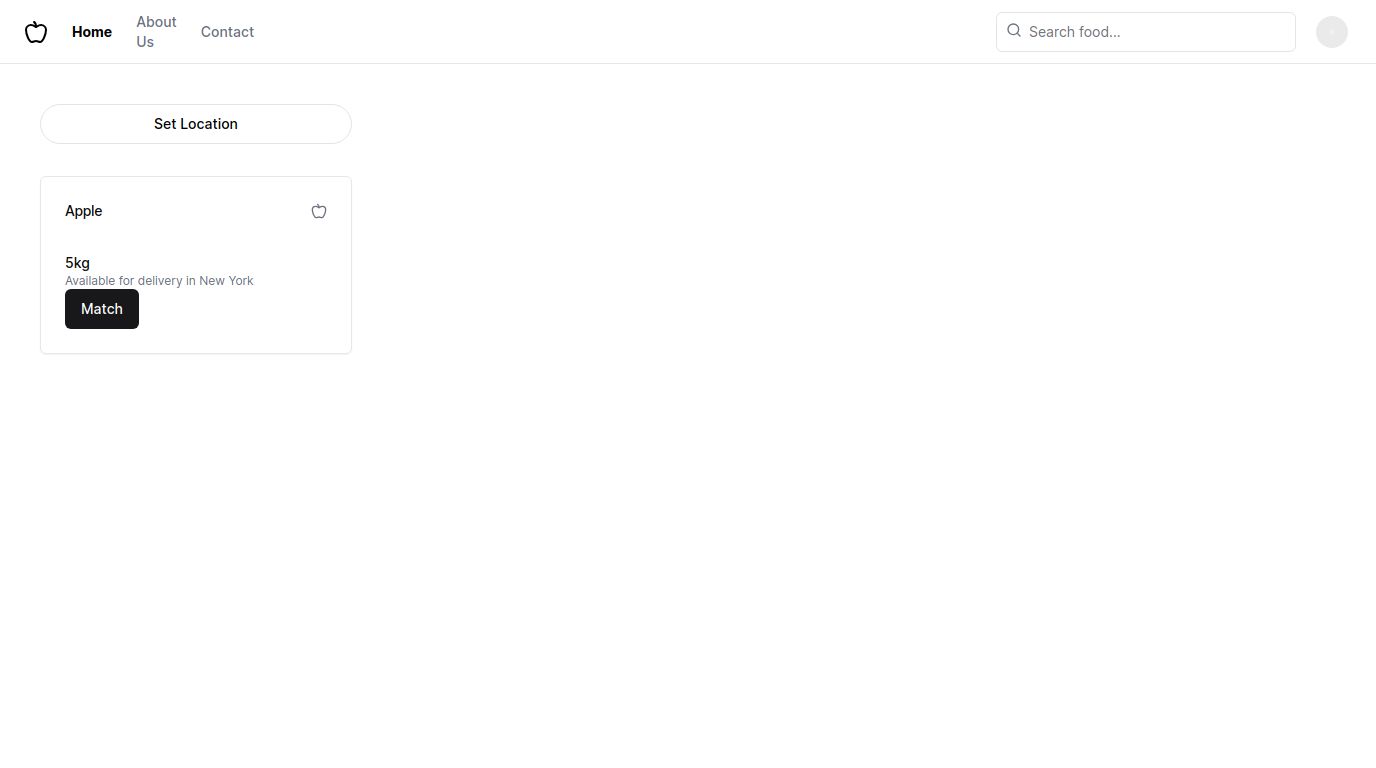 Home
About
Us
Contact
Search food...
Set Location
Apple
5kg
Available for delivery in New York
Match